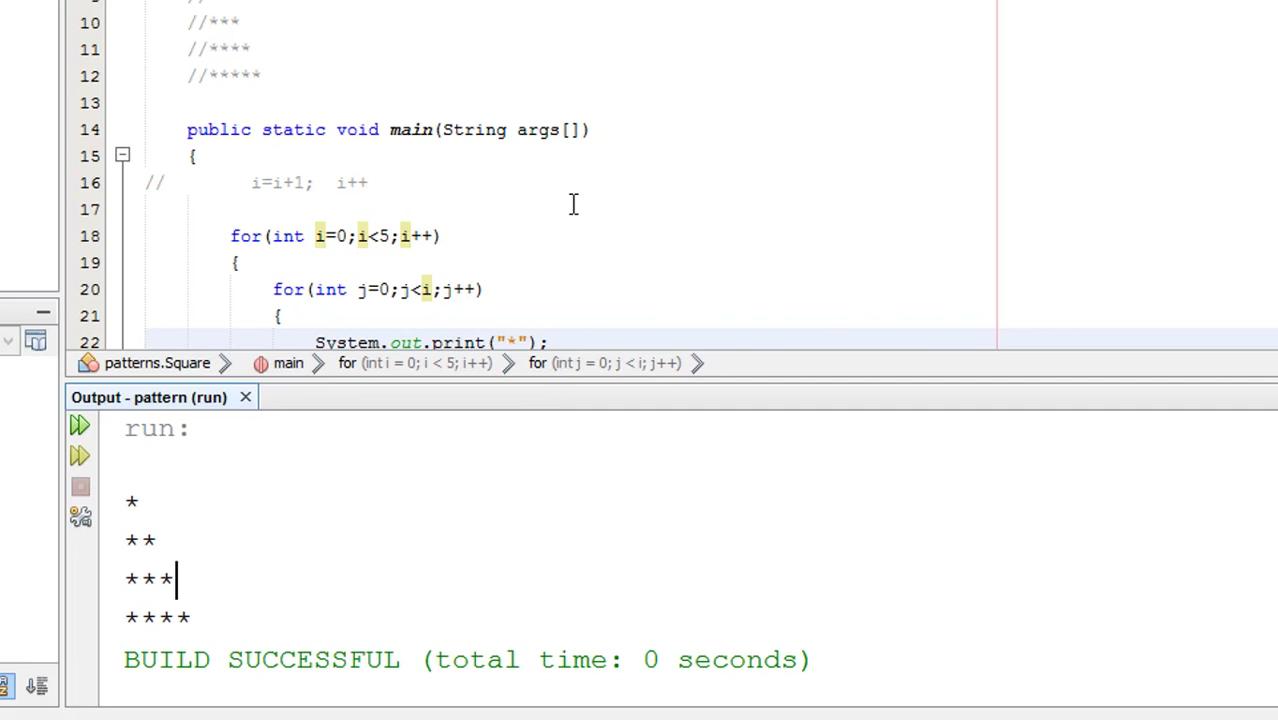 10 //***
11 //****
12 //*****
13
14 public static void main(String args[])
15 {
16 // i=i+1; i++
17
18 for(int i=0;i<5;i++)
19 {
20 for(int j=0;j<i;j++)
21 {
22 System.out.print("*");
patterns.Square main for (int i = 0; i < 5; i++) for (int j = 0; j < i; j++)
Output - pattern (run)
run:
*
**
***
****
BUILD SUCCESSFUL (total time: 0 seconds)